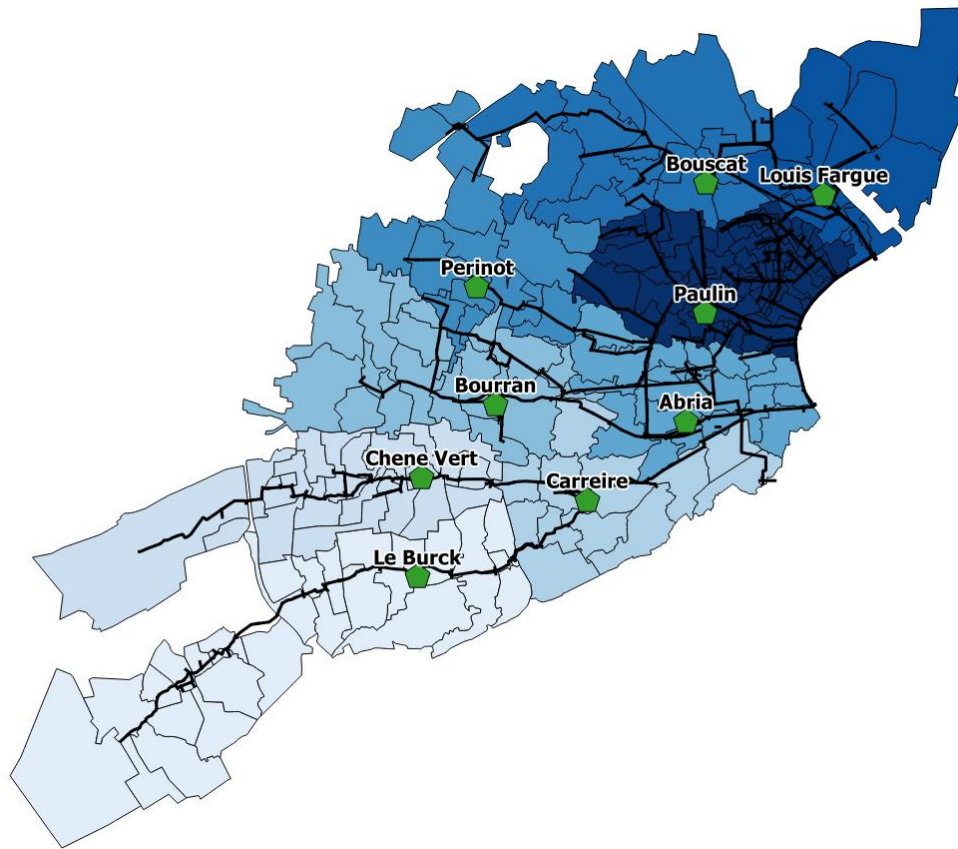 Bouscat
Louis Fargue
Perinot
Paulin
Bourran
Abria
Chene Vert
Carreire
Le Burck